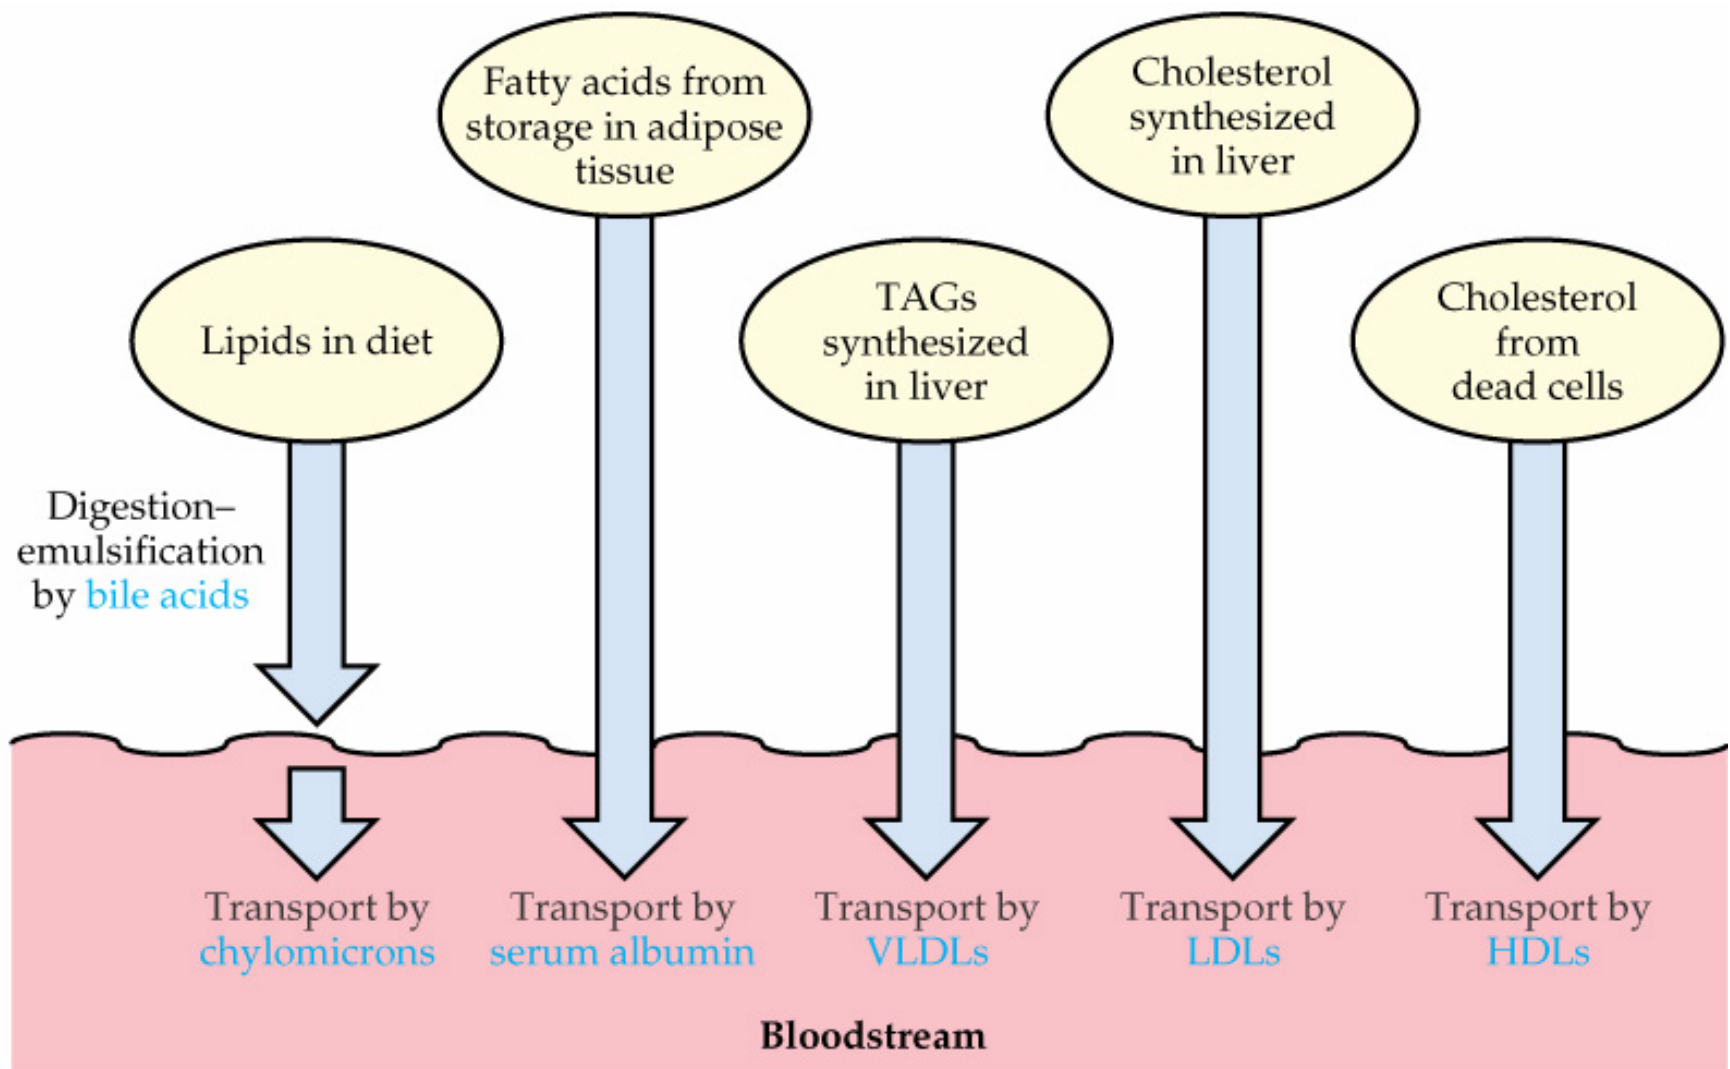 Fatty acids from
storage in adipose
tissue
Cholesterol
synthesized
in liver
Lipids in diet
TAGs
synthesized
in liver
Cholesterol
from
dead cells
Digestion–
emulsification
by bile acids
Transport by
chylomicrons
Transport by
serum albumin
Transport by
VLDLs
Transport by
LDLs
Transport by
HDLs
Bloodstream